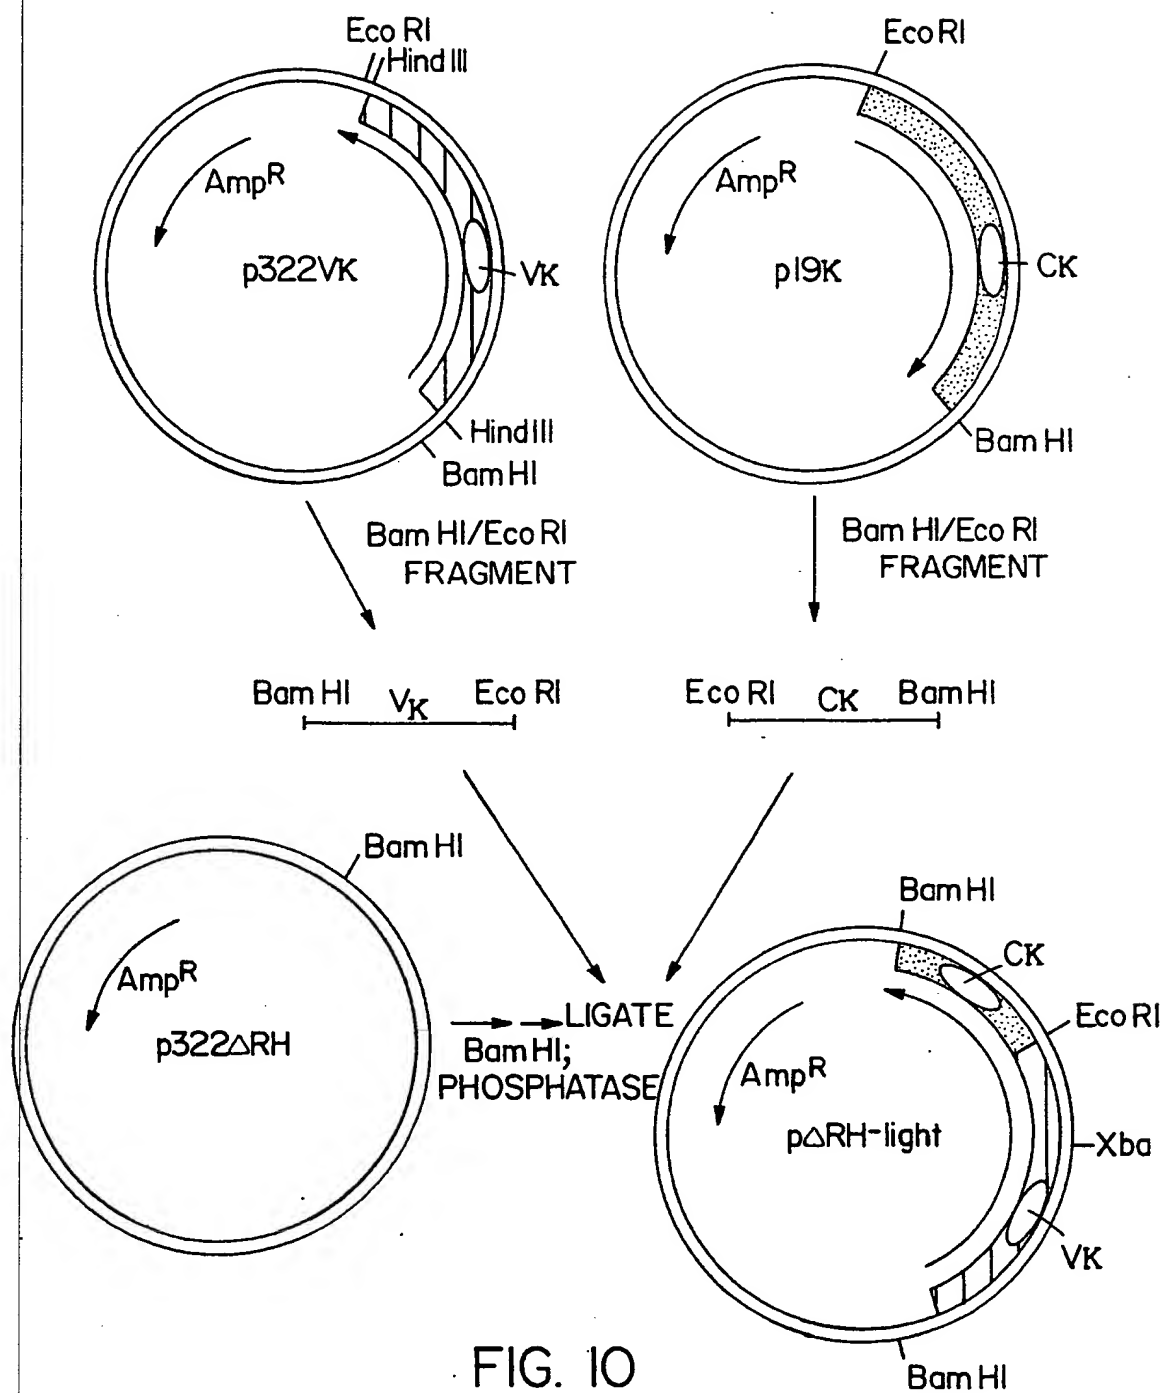 Eco RI
Hind III
AmpR
p322VK
VK
Hind III
Bam HI
Eco RI
AmpR
p19K
CK
Bam HI
Bam HI/Eco RI
FRAGMENT
Bam HI/Eco RI
FRAGMENT
Bam HI VK Eco RI
Eco RI CK Bam HI
Bam HI
AmpR
p322△RH
LIGATE
Bam HI;
PHOSPHATASE
Bam HI
CK
Eco RI
AmpR
p△RH-light
Xba
VK
Bam HI
FIG. 10